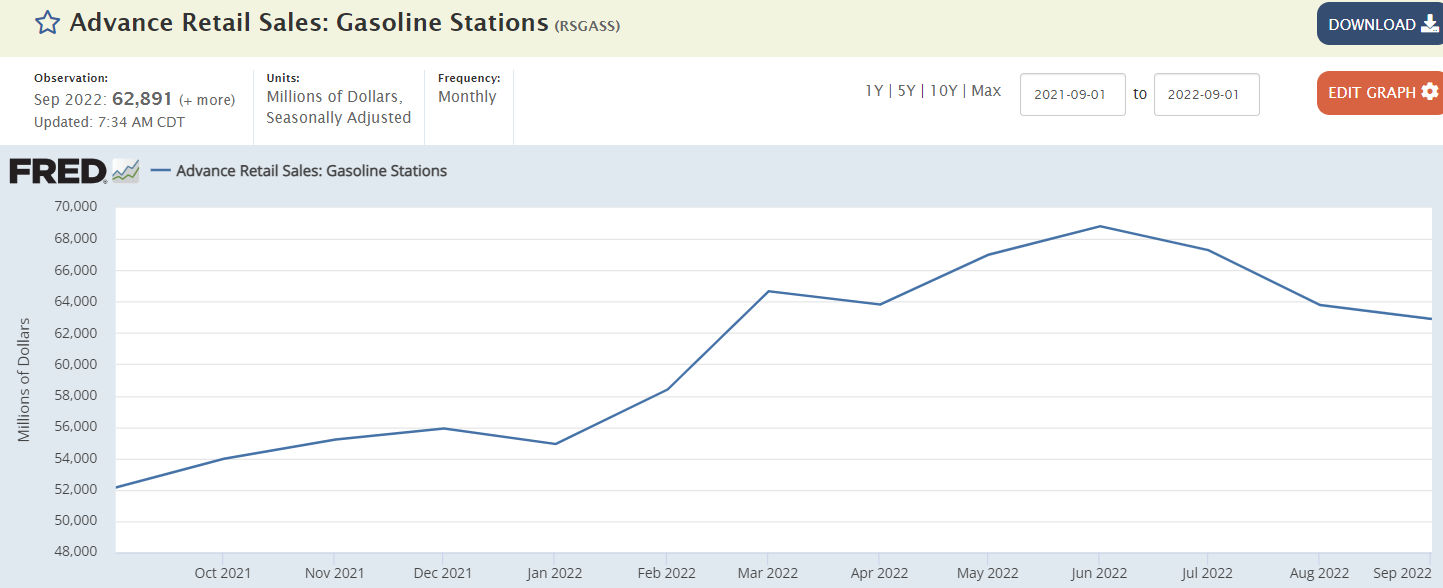 Advance Retail Sales: Gasoline Stations (RSGASS)
DOWNLOAD
Observation:
Sep 2022: 62,891 (+ more)
Updated: 7:34 AM CDT
Units:
Millions of Dollars,
Seasonally Adjusted
Frequency:
Monthly
1Y | 5Y | 10Y | Max
2021-09-01 to 2022-09-01
EDIT GRAPH
FRED
Advance Retail Sales: Gasoline Stations
Millions of Dollars
70,000
68,000
66,000
64,000
62,000
60,000
58,000
56,000
54,000
52,000
50,000
48,000
Oct 2021 Nov 2021 Dec 2021 Jan 2022 Feb 2022 Mar 2022 Apr 2022 May 2022 Jun 2022 Jul 2022 Aug 2022 Sep 2022